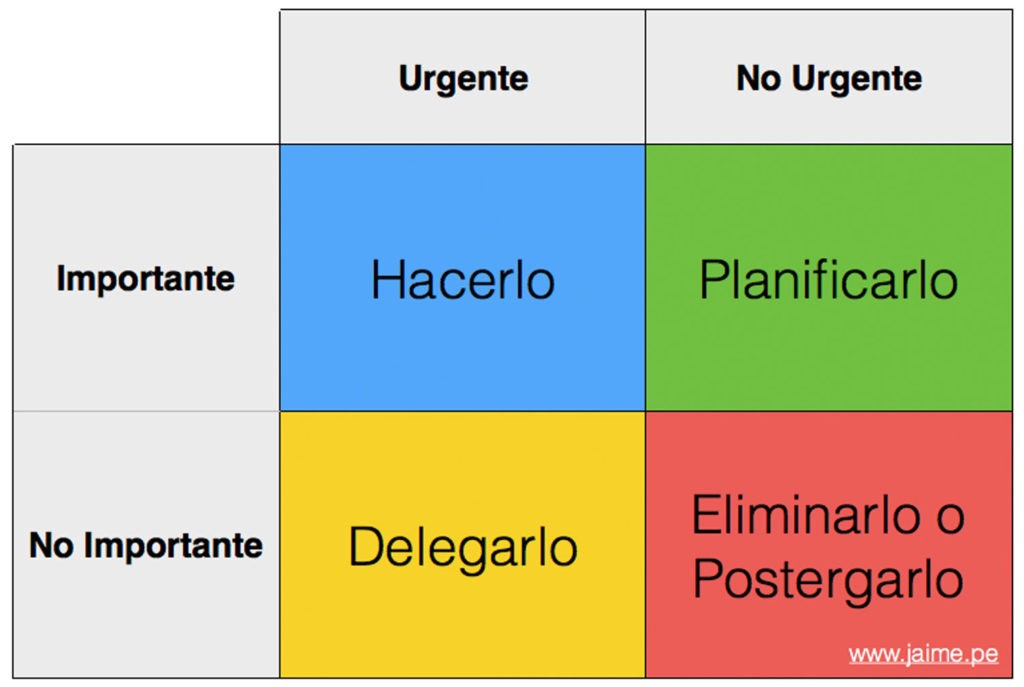 Urgente
No Urgente
Importante
Hacerlo
Planificarlo
No Importante
Delegarlo
Eliminarlo o
Postergarlo
www.jaime.pe